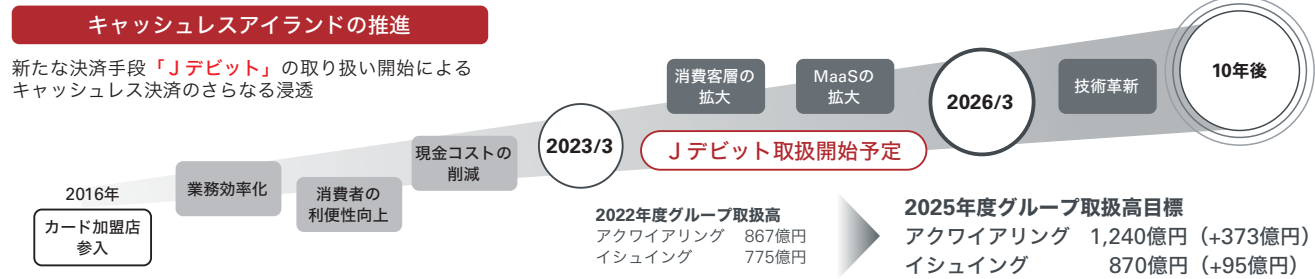 キャッシュレスアイランドの推進
新たな決済手段「Ｊデビット」の取り扱い開始による
キャッシュレス決済のさらなる浸透
2016年
カード加盟店
参入
業務効率化
消費者の
利便性向上
現金コストの
削減
2023/3
消費客層の
拡大
MaaSの
拡大
Ｊデビット取扱開始予定
2026/3
技術革新
10年後
2022年度グループ取扱高
アクワイアリング 867億円
イシュイング 775億円
2025年度グループ取扱高目標
アクワイアリング 1,240億円（+373億円）
イシュイング 870億円（+95億円）